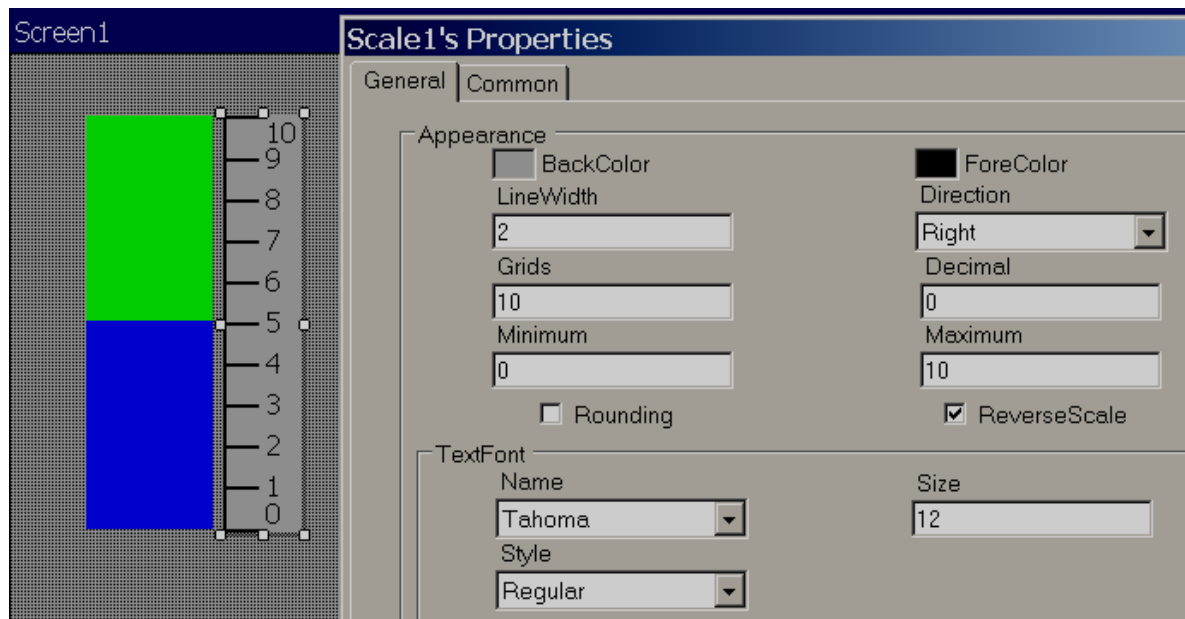 Screen1
10
9
8
7
6
5
4
3
2
1
0
Scale1's Properties
General Common
Appearance
BackColor ForeColor
LineWidth Direction
2 Right
Grids Decimal
10 0
Minimum Maximum
0 10
Rounding ReverseScale
TextFont
Name Size
Tahoma 12
Style
Regular